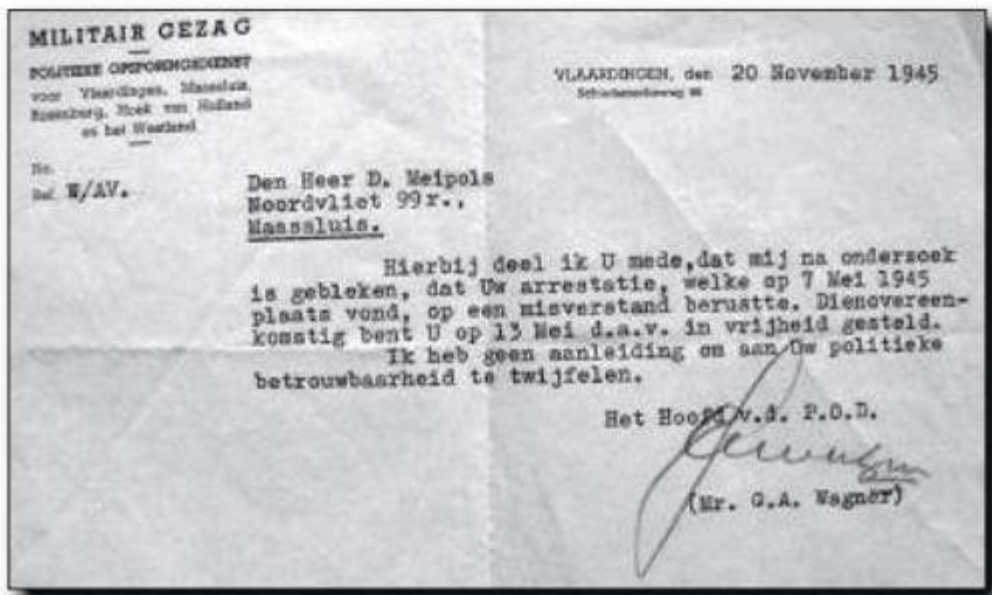 MILITAIR GEZAG
POLITIEKE OPSPORINGSDIENST
voor Vlaardingen, Maassluis,
Rozenburg, Hoek van Holland
en het Westland
VLAARDINGEN, den 20 November 1945
No.
Ref. W/AV.
Den Heer D. Meipols
Noordvliet 99r.,
Maassluis.
Hierbij deel ik U mede,dat mij na onderzoek
is gebleken, dat Uw arrestatie, welke op 7 Mei 1945
plaats vond, op een misverstand berustte. Dienovereen-
komstig bent U op 13 Mei d.a.v. in vrijheid gesteld.
Ik heb geen aanleiding om aan Uw politieke
betrouwbaarheid te twijfelen.
Het Hoofd v.d. P.O.D.
(Mr. G.A. Wagner)